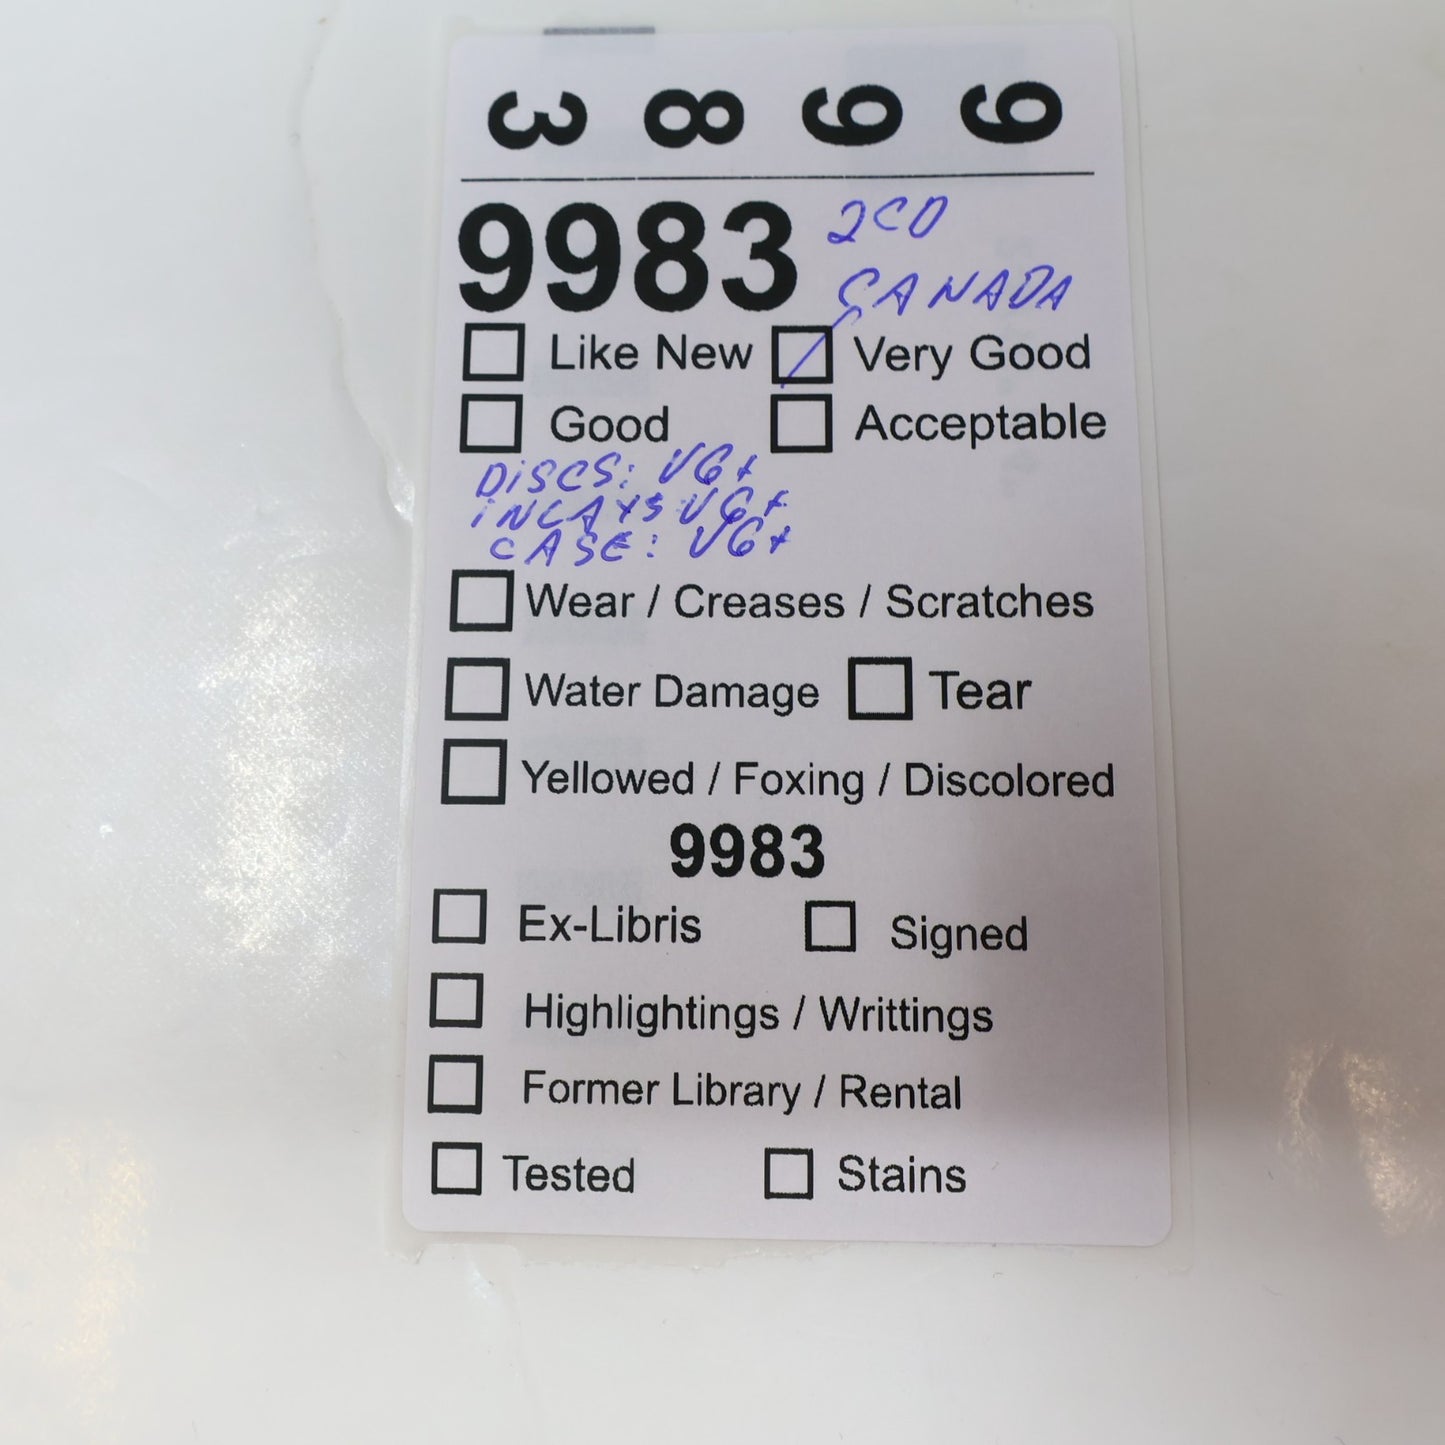 3 8 9 9
9983 2CD
CANADA
Like New Very Good
Good Acceptable
DiSCS: VG+
iNLAYS VG+
CASE: VG+
Wear / Creases / Scratches
Water Damage Tear
Yellowed / Foxing / Discolored
9983
Ex-Libris Signed
Highlightings / Writtings
Former Library / Rental
Tested Stains